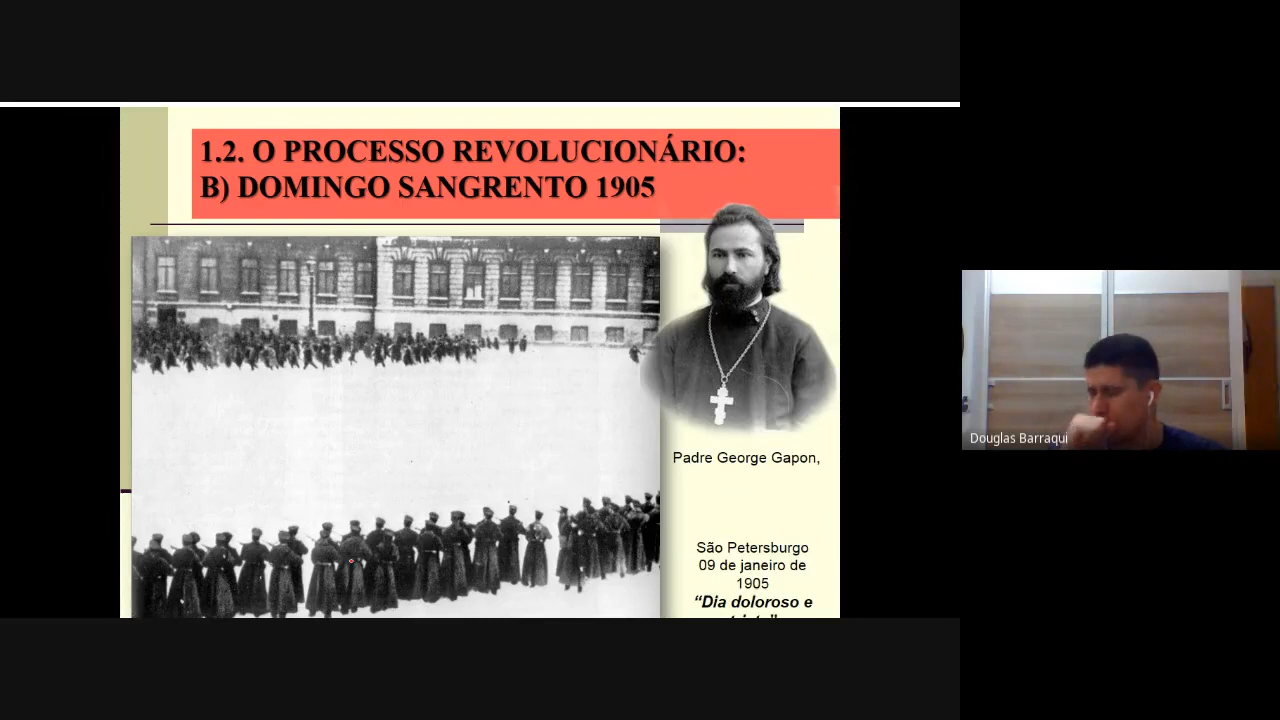 1.2. O PROCESSO REVOLUCIONÁRIO:
B) DOMINGO SANGRENTO 1905
Padre George Gapon,
São Petersburgo
09 de janeiro de
1905
“Dia doloroso e
Douglas Barraqui